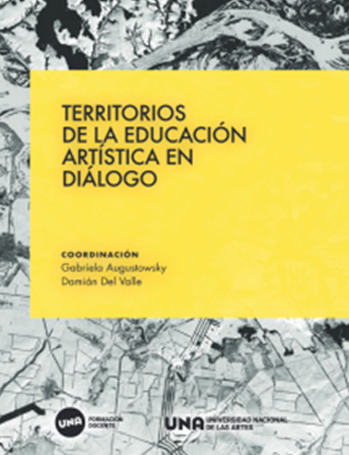 TERRITORIOS
DE LA EDUCACIÓN
ARTÍSTICA EN
DIÁLOGO
COORDINACIÓN
Gabriela Augustowsky
Damián Del Valle
UNA
FORMACIÓN
DOCENTE
UNA
UNIVERSIDAD NACIONAL
DE LAS ARTES